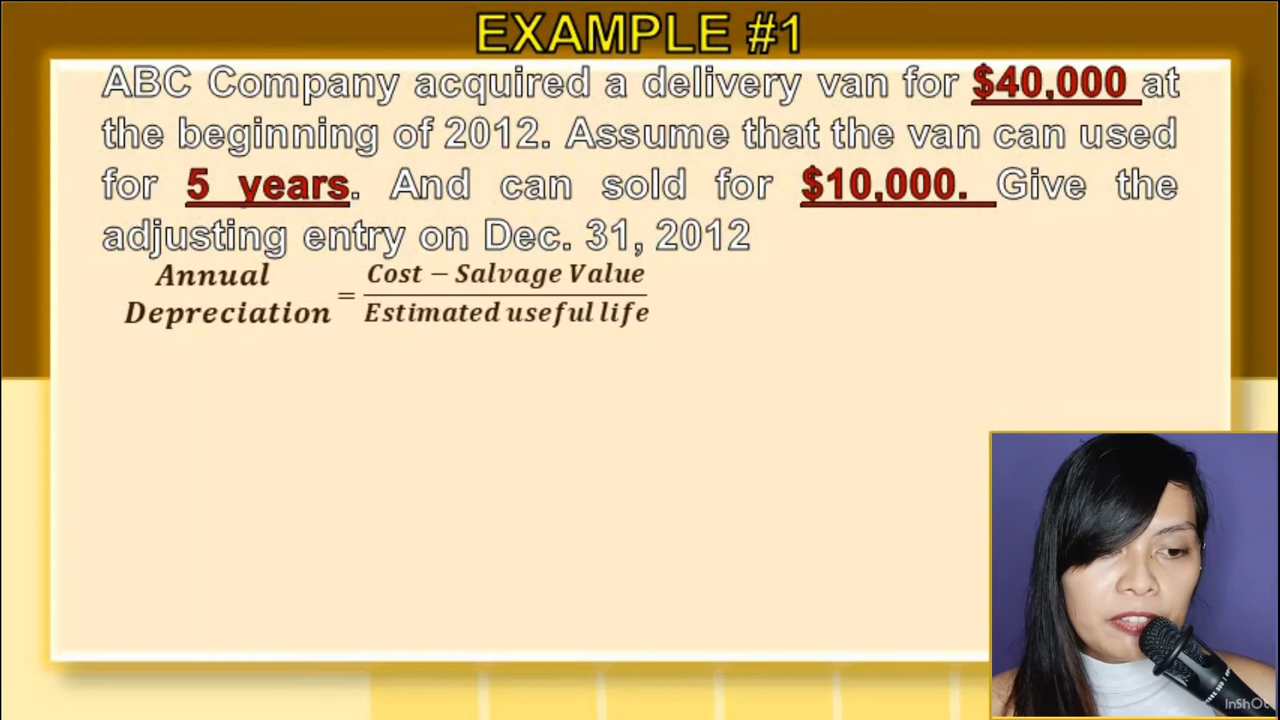 EXAMPLE #1
ABC Company acquired a delivery van for $40,000 at
the beginning of 2012. Assume that the van can used
for 5 years. And can sold for $10,000. Give the
adjusting entry on Dec. 31, 2012
Annual Depreciation = Cost − Salvage Value / Estimated useful life
InShOt